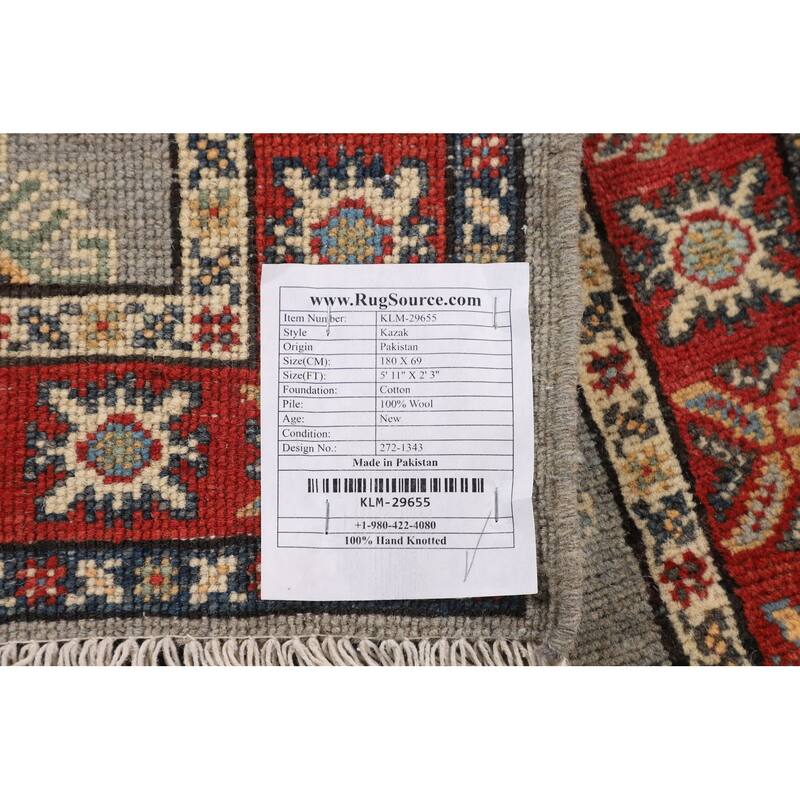 www.RugSource.com
Item Number: KLM-29655
Style Kazak
Origin Pakistan
Size(CM): 180 X 69
Size(FT): 5' 11" X 2' 3"
Foundation: Cotton
Pile: 100% Wool
Age: New
Condition:
Design No.: 272-1343
Made in Pakistan
KLM-29655
+1-980-422-4080
100% Hand Knotted